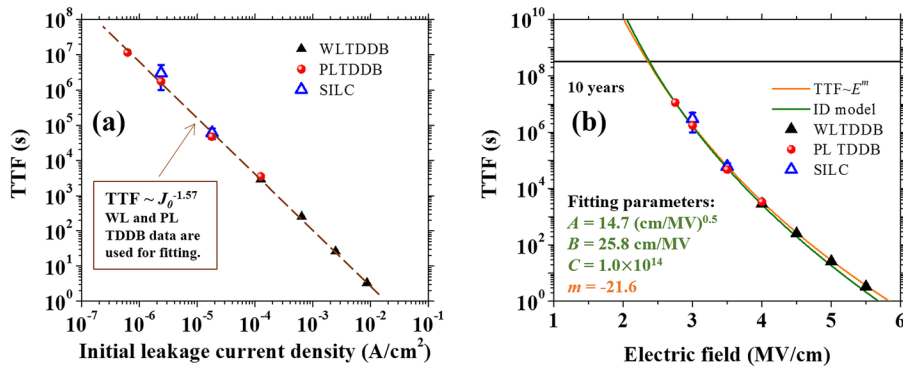 10⁸
10⁷
10⁶
10⁵
10⁴
10³
10²
10¹
10⁰
TTF (s)
WLTDDB
PLTDDB
SILC
(a)
TTF ~ J₀⁻¹·⁵⁷
WL and PL
TDDB data are
used for fitting.
10⁻⁷ 10⁻⁶ 10⁻⁵ 10⁻⁴ 10⁻³ 10⁻² 10⁻¹
Initial leakage current density (A/cm²)
10¹⁰
10⁸
10⁶
10⁴
10²
10⁰
TTF (s)
10 years
(b)
TTF~Eᵐ
ID model
WLTDDB
PL TDDB
SILC
Fitting parameters:
A = 14.7 (cm/MV)⁰·⁵
B = 25.8 cm/MV
C = 1.0×10¹⁴
m = -21.6
1 2 3 4 5 6
Electric field (MV/cm)